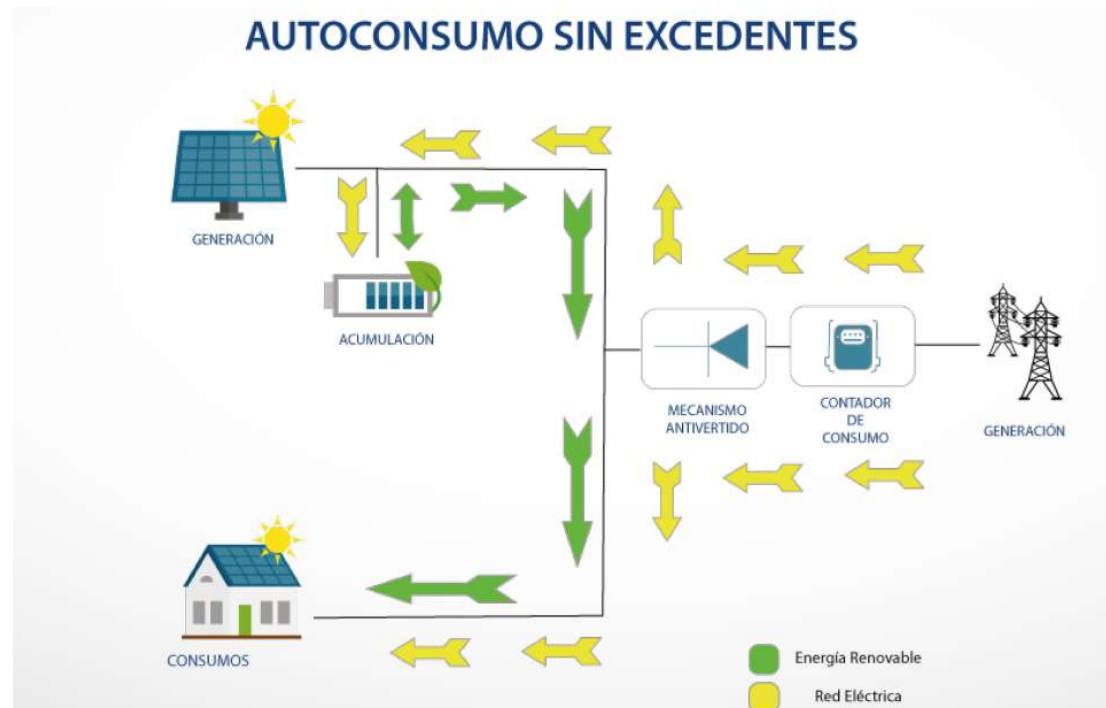 AUTOCONSUMO SIN EXCEDENTES
GENERACIÓN
ACUMULACIÓN
MECANISMO
ANTIVERTIDO
CONTADOR
DE
CONSUMO
GENERACIÓN
CONSUMOS
Energía Renovable
Red Eléctrica